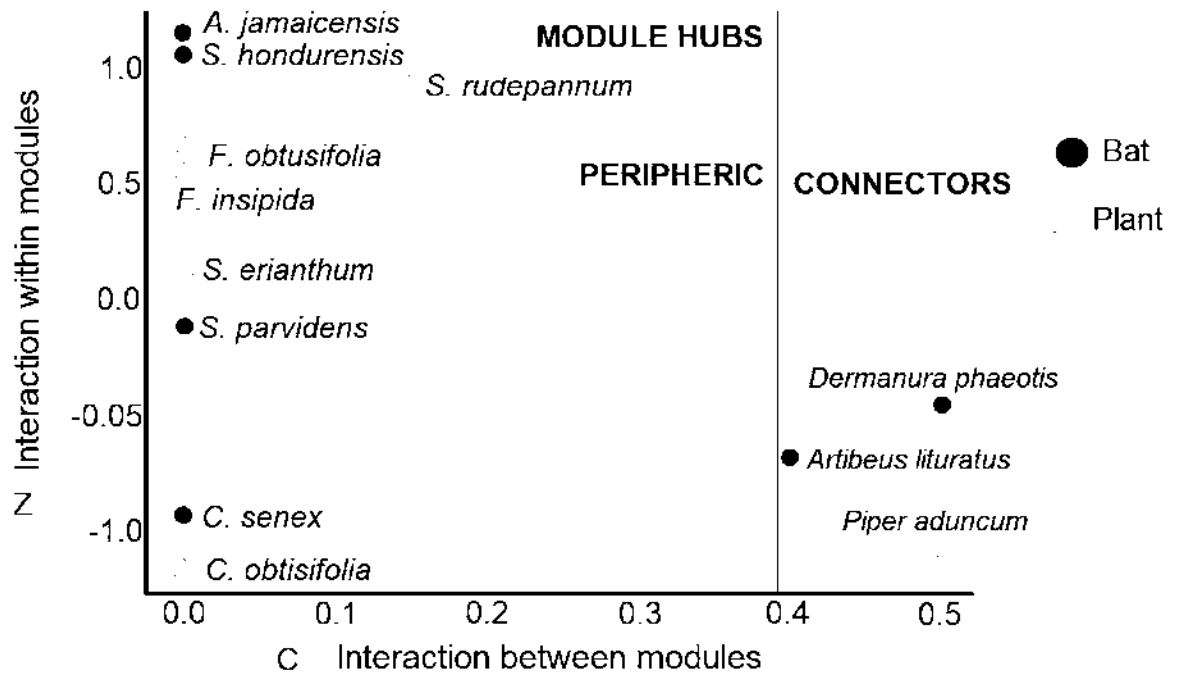 A. jamaicensis
MODULE HUBS
S. hondurensis
1.0
S. rudepannum
F. obtusifolia
Bat
PERIPHERIC
0.5
CONNECTORS
F. insipida
Plant
S. erianthum
0.0
S. parvidens
Dermanura phaeotis
-0.05
Artibeus lituratus
C. senex
Piper aduncum
-1.0
C. obtisifolia
0.0 0.1 0.2 0.3 0.4 0.5
C Interaction between modules
Z Interaction within modules